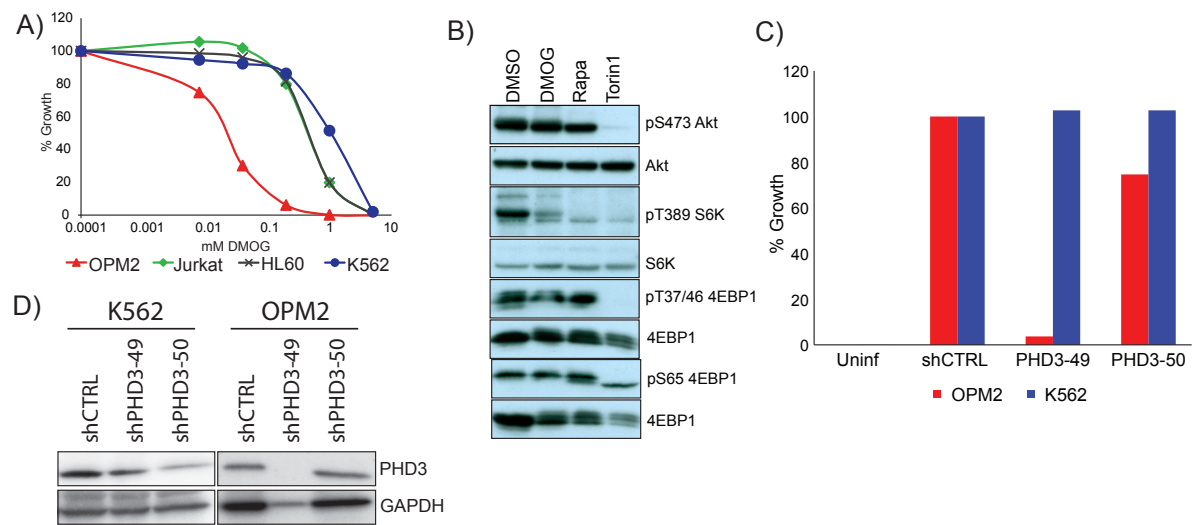 A)
% Growth
120
100
80
60
40
20
0
0.0001
0.001
0.01
0.1
1
10
mM DMOG
OPM2
Jurkat
HL60
K562
B)
DMSO
DMOG
Rapa
Torin1
pS473 Akt
Akt
pT389 S6K
S6K
pT37/46 4EBP1
4EBP1
pS65 4EBP1
4EBP1
C)
% Growth
120
100
80
60
40
20
0
Uninf
shCTRL
PHD3-49
PHD3-50
OPM2
K562
D)
K562
OPM2
shCTRL
shPHD3-49
shPHD3-50
shCTRL
shPHD3-49
shPHD3-50
PHD3
GAPDH